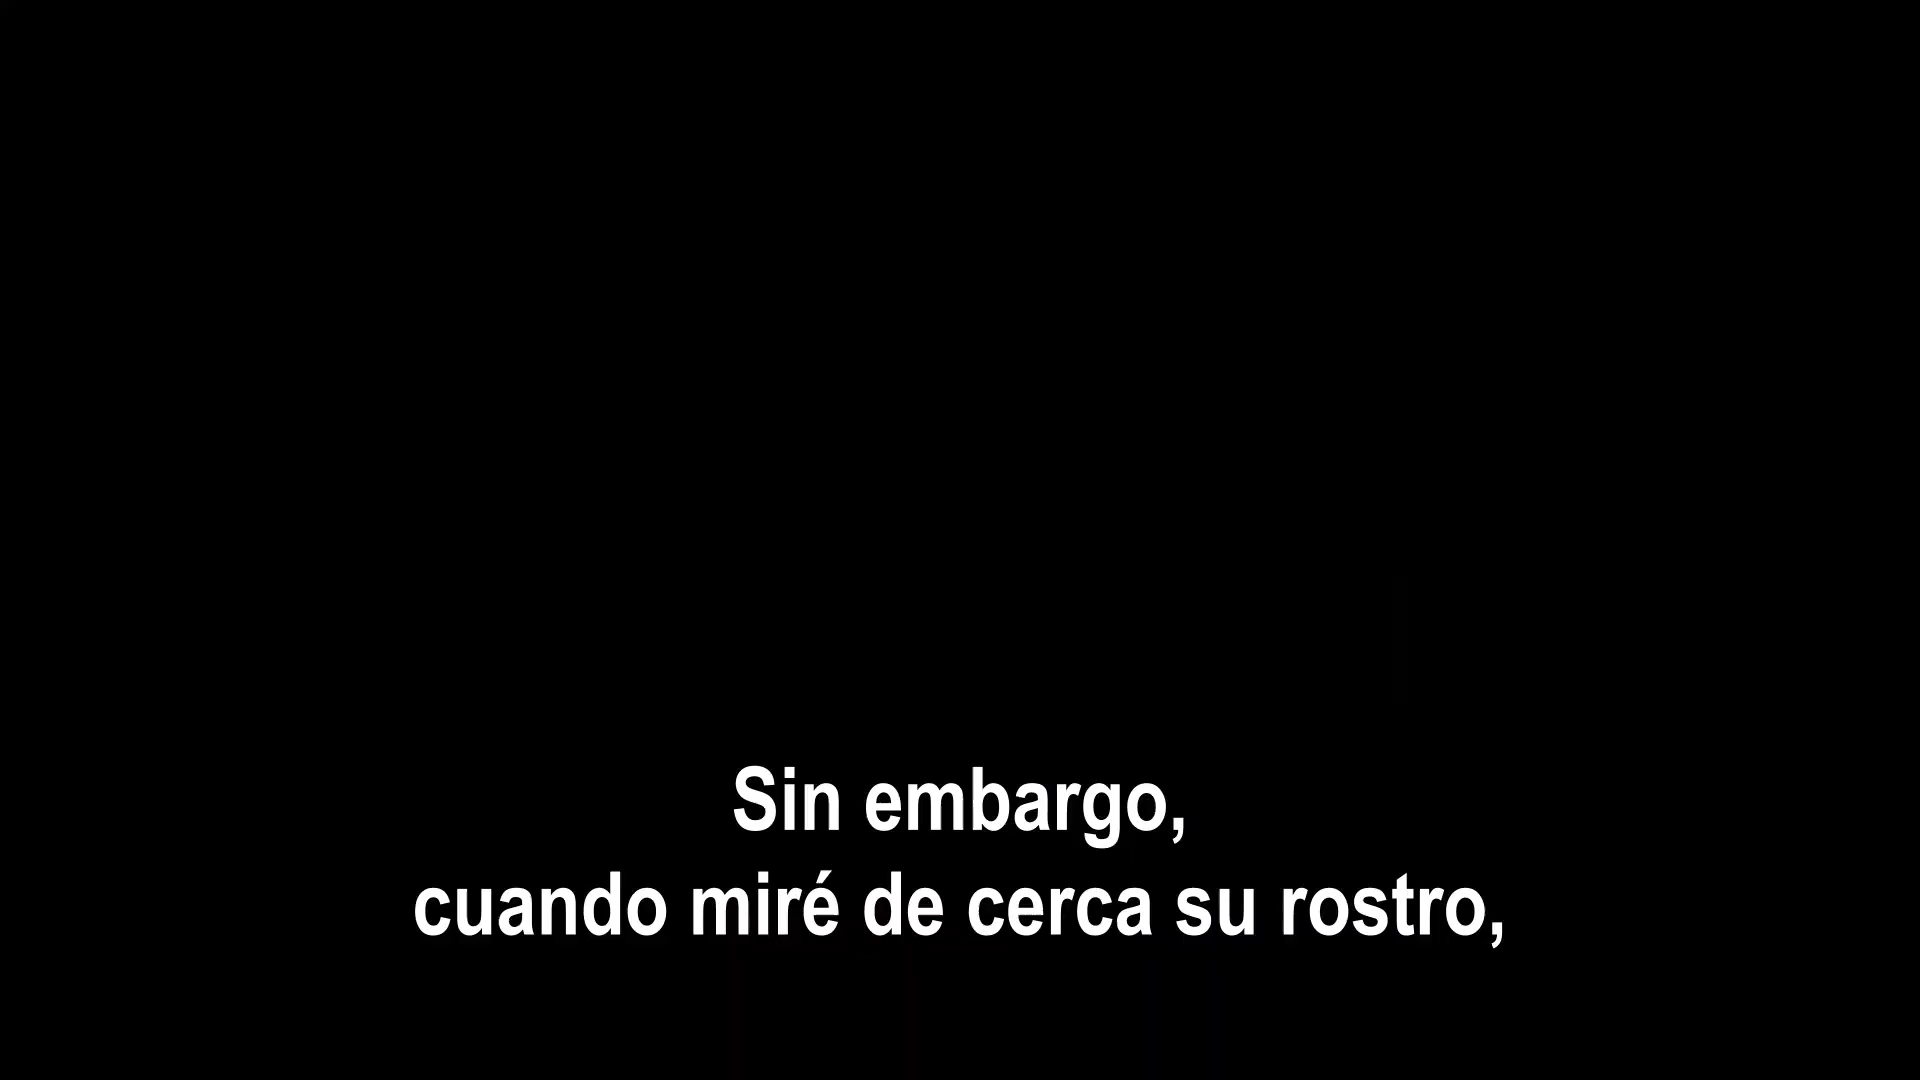 Sin embargo,
cuando miré de cerca su rostro,